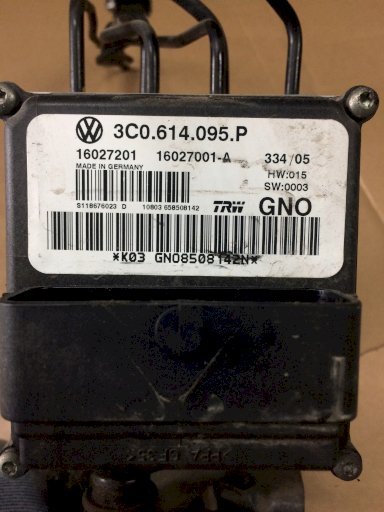 3C0.614.095.P
16027201 16027001-A 334/05
MADE IN GERMANY HW:015
SW:0003
S118676023 D 10803 658508142 TRW GNO
*K03 GNO8508142N*